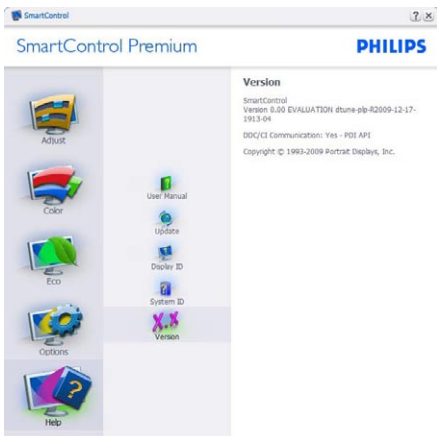 SmartControl
? x
SmartControl Premium
PHILIPS
Adjust
Color
Eco
Options
Help
User Manual
Update
Display ID
System ID
X.X
Version
Version
SmartControl
Version 0.00 EVALUATION dtune-plp-R2009-12-17-
1913-04
DDC/CI Communication: Yes - PDI API
Copyright © 1993-2009 Portrait Displays, Inc.